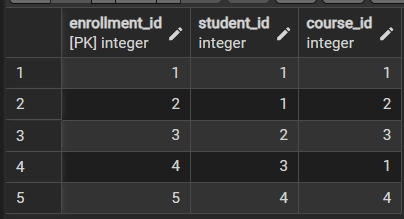 enrollment_id student_id course_id
[PK] integer integer integer
1 1 1 1
2 2 1 2
3 3 2 3
4 4 3 1
5 5 4 4